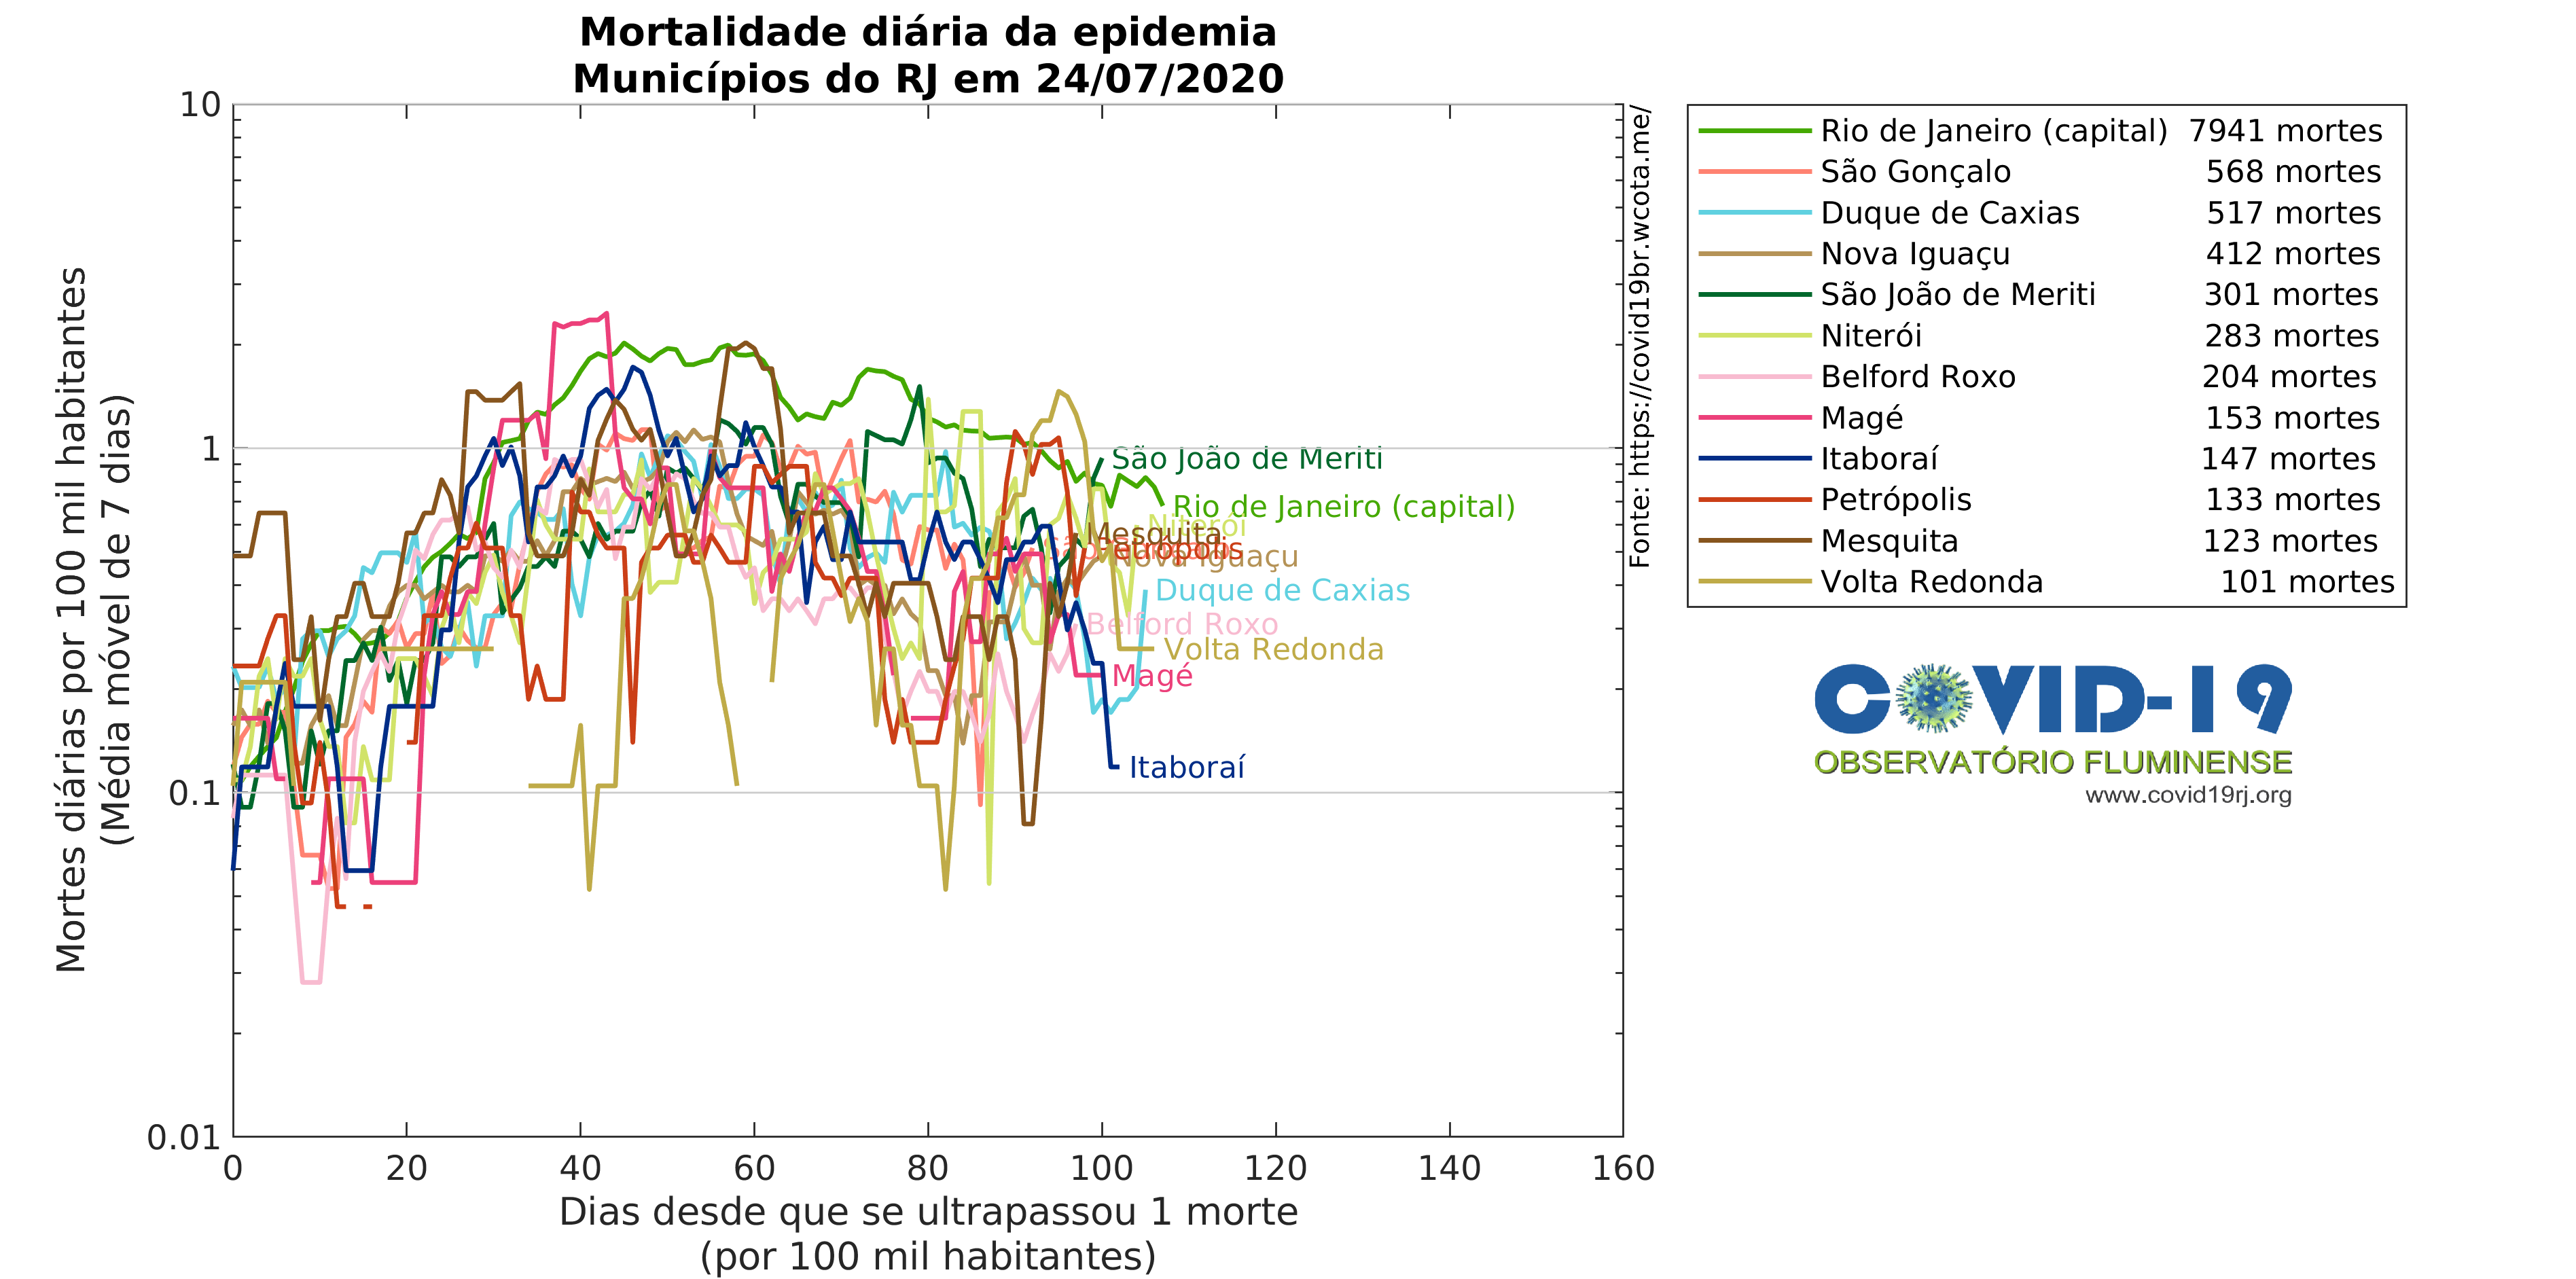 Mortalidade diária da epidemia
Municípios do RJ em 24/07/2020
Mortes diárias por 100 mil habitantes
(Média móvel de 7 dias)
10
1
0.1
0.01
0 20 40 60 80 100 120 140 160
Dias desde que se ultrapassou 1 morte
(por 100 mil habitantes)
São João de Meriti
Rio de Janeiro (capital)
Niterói
Mesquita
Nova Iguaçu
Duque de Caxias
Belford Roxo
Volta Redonda
Magé
Itaboraí
Fonte: https://covid19br.wcota.me/
Rio de Janeiro (capital) 7941 mortes
São Gonçalo 568 mortes
Duque de Caxias 517 mortes
Nova Iguaçu 412 mortes
São João de Meriti 301 mortes
Niterói 283 mortes
Belford Roxo 204 mortes
Magé 153 mortes
Itaboraí 147 mortes
Petrópolis 133 mortes
Mesquita 123 mortes
Volta Redonda 101 mortes
COVID-19
OBSERVATÓRIO FLUMINENSE
www.covid19rj.org